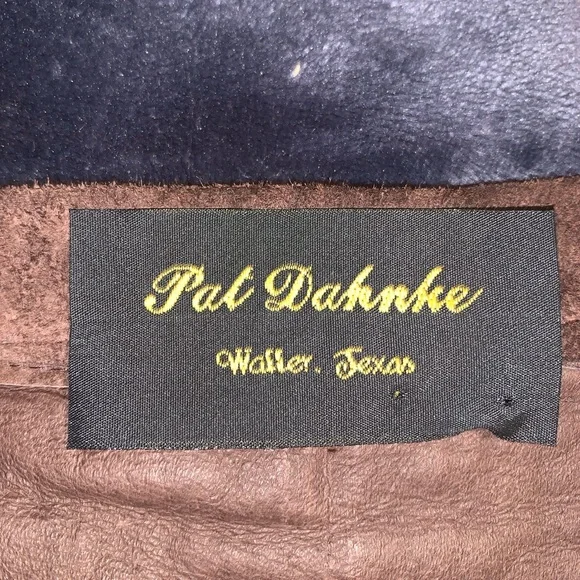 Pat Dahnke
Waller, Texas